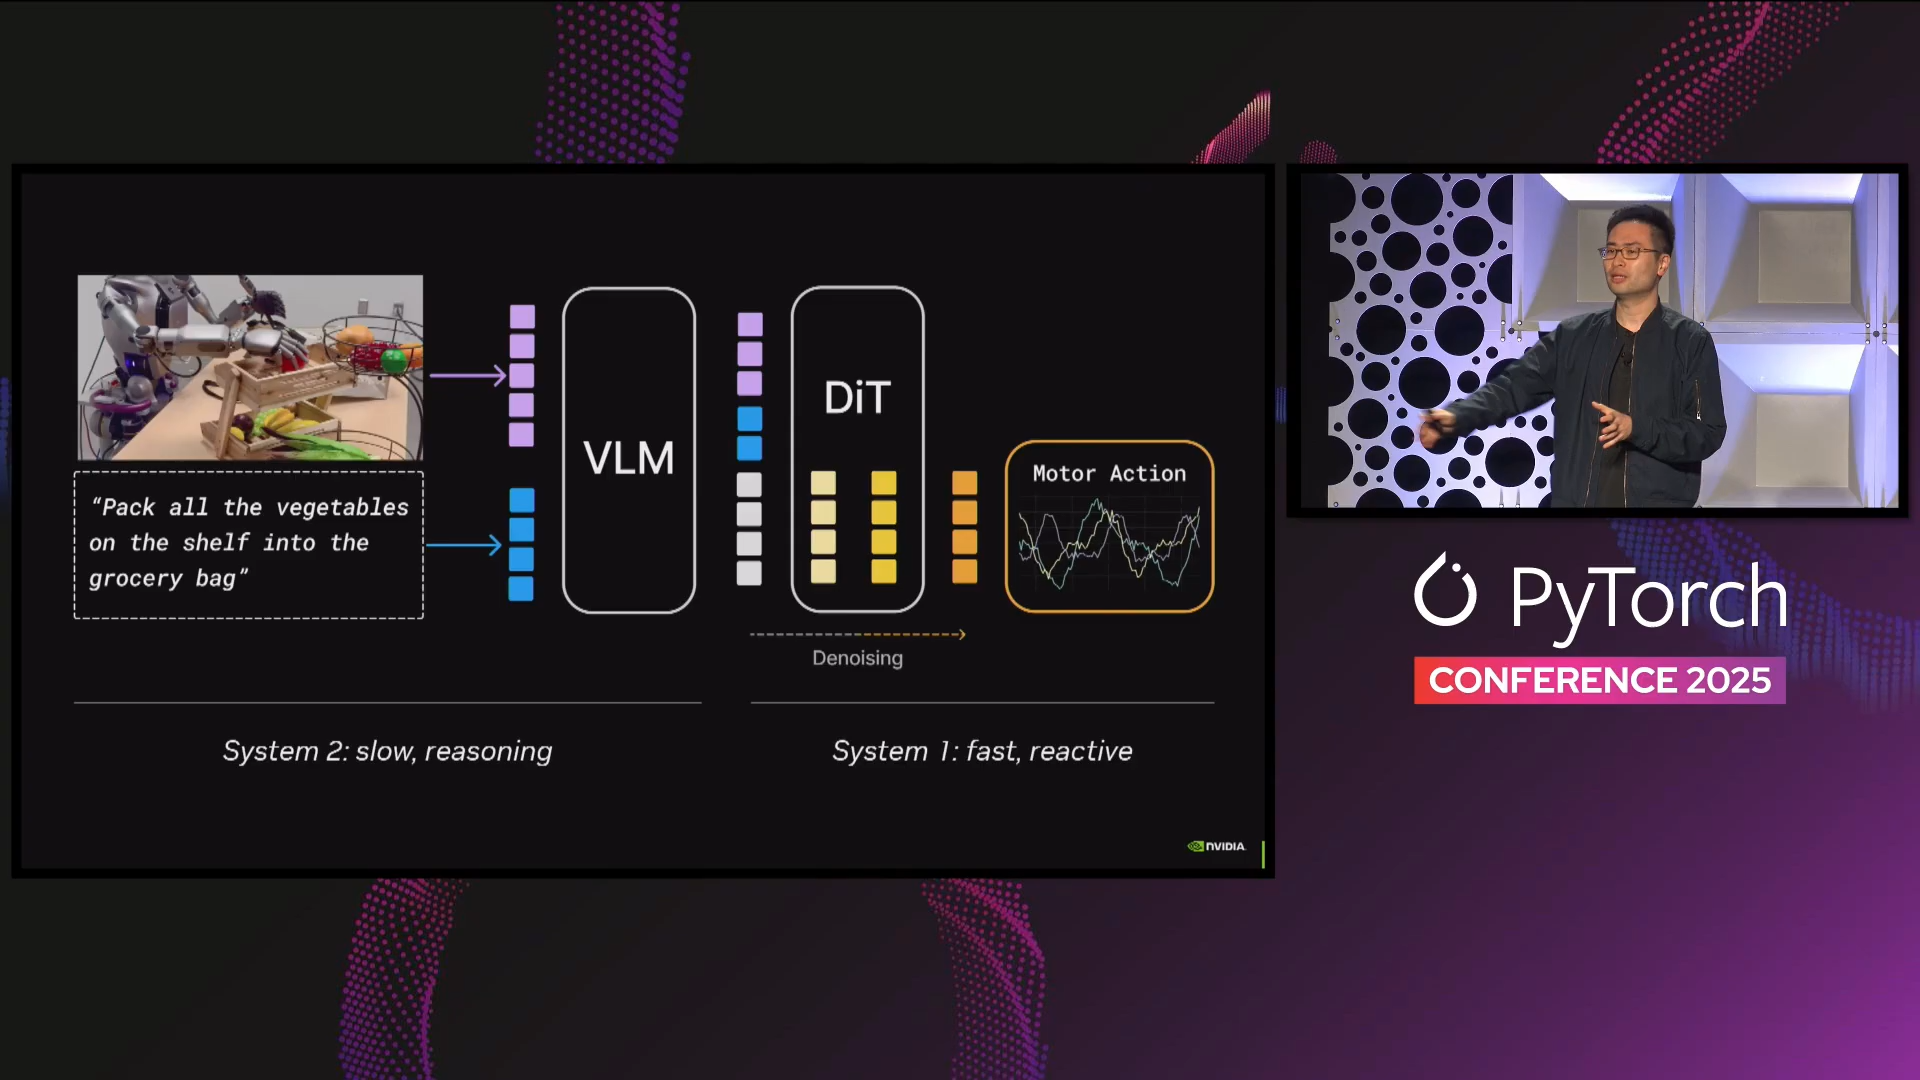 “Pack all the vegetables
on the shelf into the
grocery bag”
VLM
DiT
Motor Action
Denoising
System 2: slow, reasoning
System 1: fast, reactive
NVIDIA
PyTorch
CONFERENCE 2025